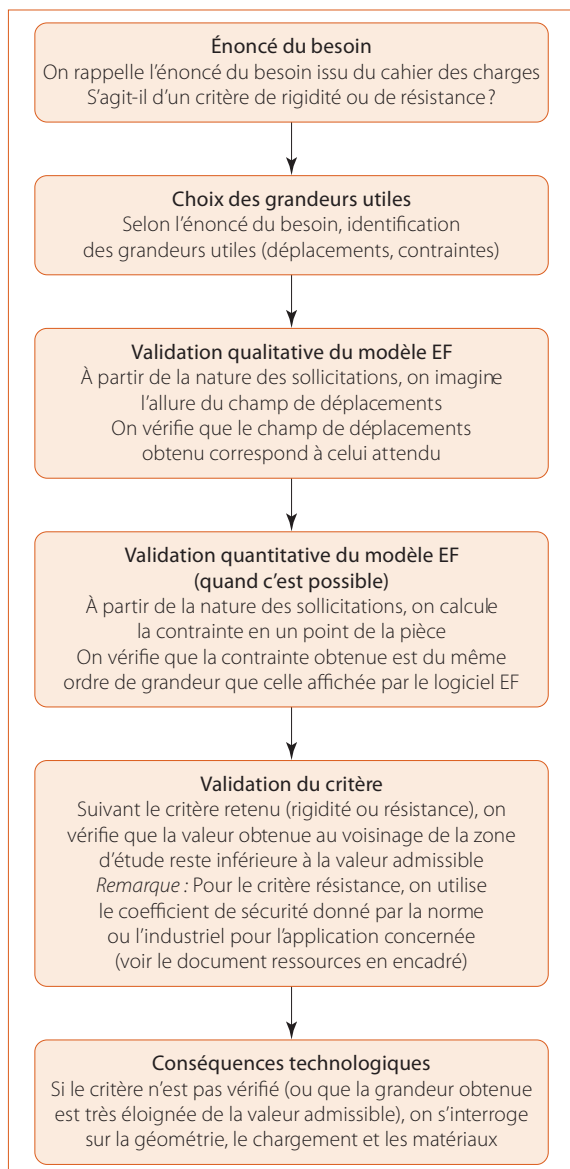 Énoncé du besoin
On rappelle l'énoncé du besoin issu du cahier des charges
S'agit-il d'un critère de rigidité ou de résistance ?
Choix des grandeurs utiles
Selon l'énoncé du besoin, identification
des grandeurs utiles (déplacements, contraintes)
Validation qualitative du modèle EF
À partir de la nature des sollicitations, on imagine
l'allure du champ de déplacements
On vérifie que le champ de déplacements
obtenu correspond à celui attendu
Validation quantitative du modèle EF
(quand c'est possible)
À partir de la nature des sollicitations, on calcule
la contrainte en un point de la pièce
On vérifie que la contrainte obtenue est du même
ordre de grandeur que celle affichée par le logiciel EF
Validation du critère
Suivant le critère retenu (rigidité ou résistance), on
vérifie que la valeur obtenue au voisinage de la zone
d'étude reste inférieure à la valeur admissible
Remarque : Pour le critère résistance, on utilise
le coefficient de sécurité donné par la norme
ou l'industriel pour l'application concernée
(voir le document ressources en encadré)
Conséquences technologiques
Si le critère n'est pas vérifié (ou que la grandeur obtenue
est très éloignée de la valeur admissible), on s'interroge
sur la géométrie, le chargement et les matériaux